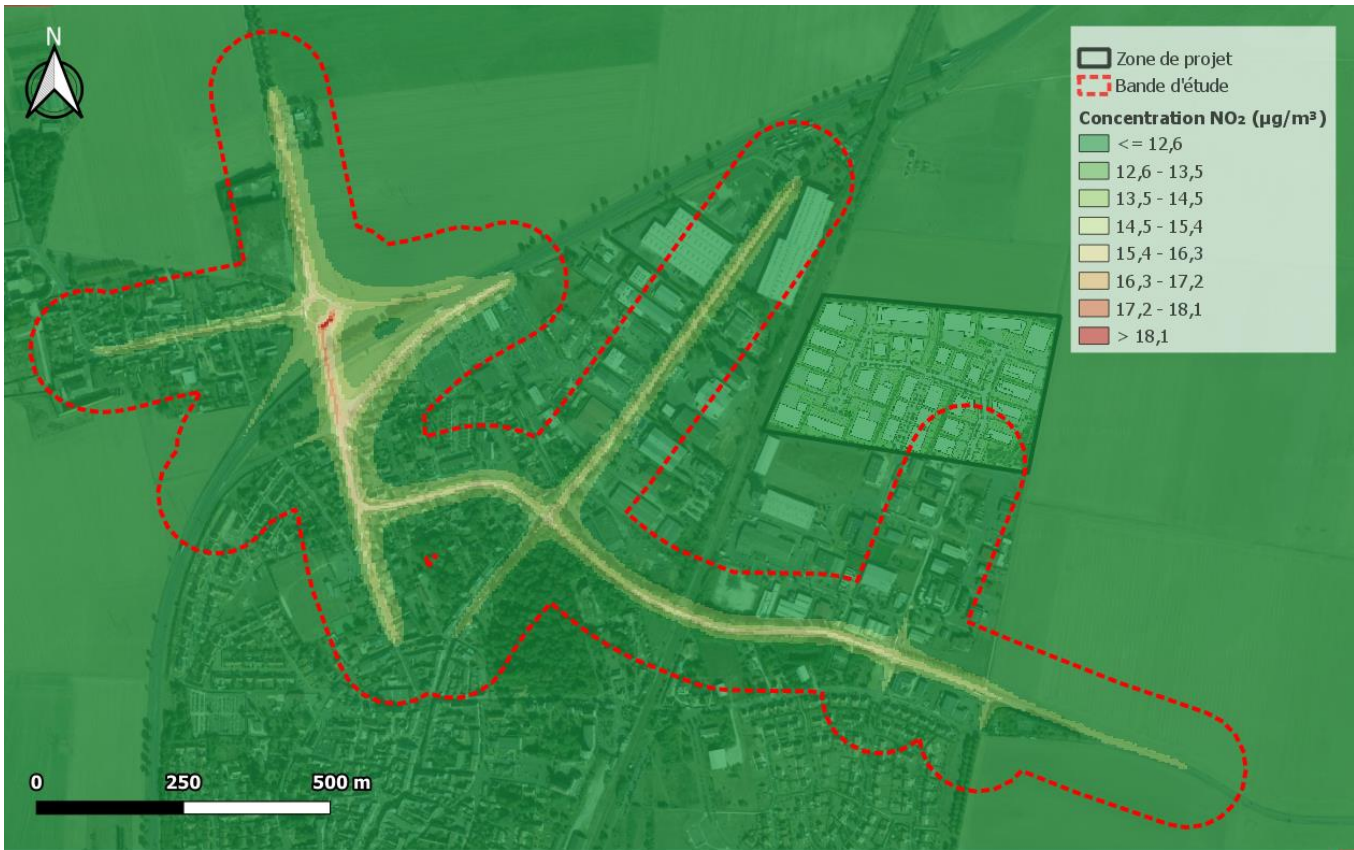 N
Zone de projet
Bande d'étude
Concentration NO₂ (µg/m³)
<= 12,6
12,6 - 13,5
13,5 - 14,5
14,5 - 15,4
15,4 - 16,3
16,3 - 17,2
17,2 - 18,1
> 18,1
0 250 500 m